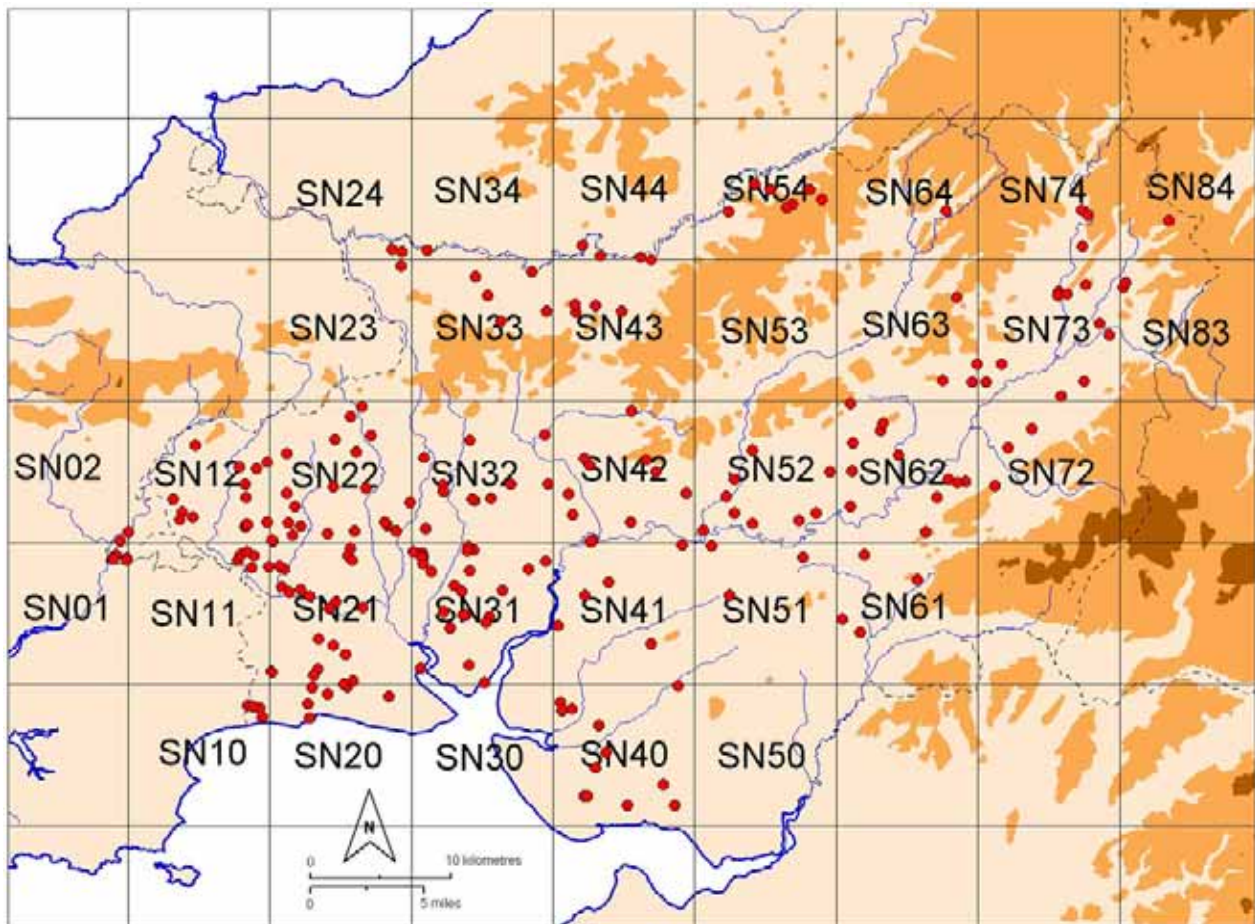 SN24 SN34 SN44 SN54 SN64 SN74 SN84
SN23 SN33 SN43 SN53 SN63 SN73 SN83
SN02 SN12 SN22 SN32 SN42 SN52 SN62 SN72
SN01 SN11 SN21 SN31 SN41 SN51 SN61
SN10 SN20 SN30 SN40 SN50
N
0 10 kilometres
0 5 miles